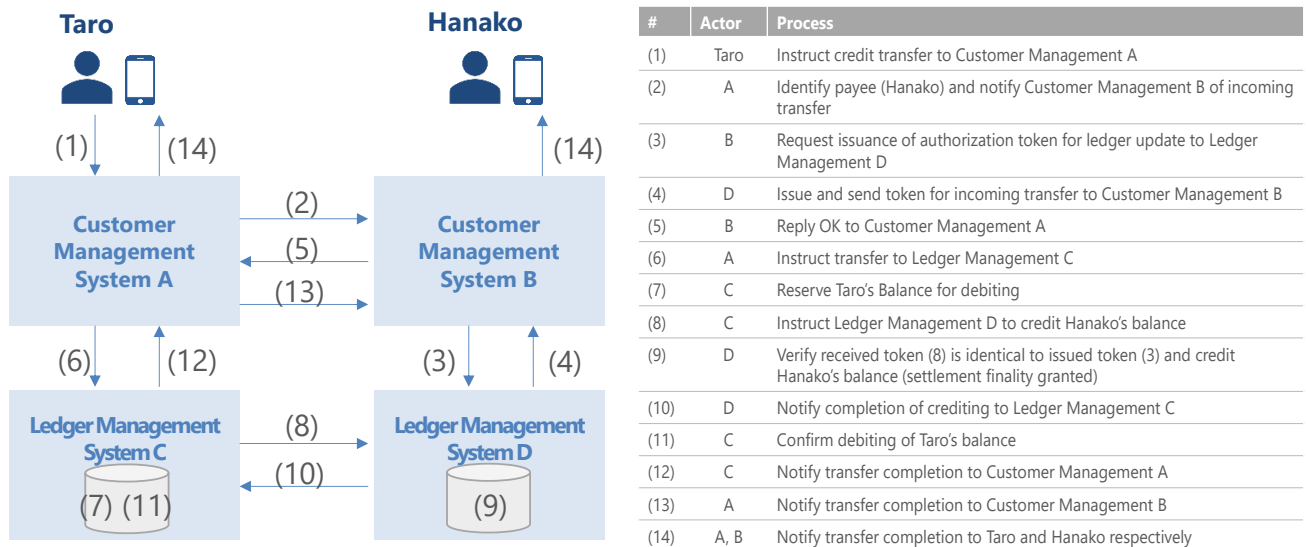 Taro
Hanako
(1)
(14)
(14)
Customer
Management
System A
(2)
(5)
(13)
Customer
Management
System B
(6)
(12)
(3)
(4)
Ledger Management
System C
(7) (11)
(8)
(10)
Ledger Management
System D
(9)
# Actor Process
(1) Taro Instruct credit transfer to Customer Management A
(2) A Identify payee (Hanako) and notify Customer Management B of incoming
transfer
(3) B Request issuance of authorization token for ledger update to Ledger
Management D
(4) D Issue and send token for incoming transfer to Customer Management B
(5) B Reply OK to Customer Management A
(6) A Instruct transfer to Ledger Management C
(7) C Reserve Taro's Balance for debiting
(8) C Instruct Ledger Management D to credit Hanako's balance
(9) D Verify received token (8) is identical to issued token (3) and credit
Hanako's balance (settlement finality granted)
(10) D Notify completion of crediting to Ledger Management C
(11) C Confirm debiting of Taro's balance
(12) C Notify transfer completion to Customer Management A
(13) A Notify transfer completion to Customer Management B
(14) A, B Notify transfer completion to Taro and Hanako respectively